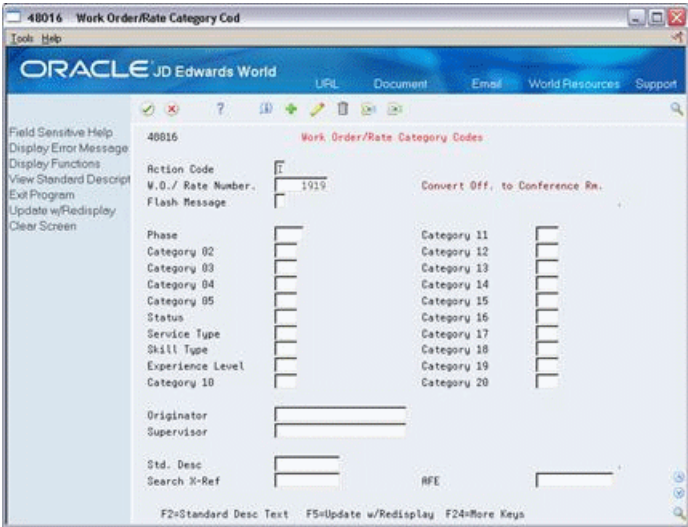 48016 Work Order/Rate Category Cod
Tools Help
ORACLE JD Edwards World
URL Document Email World Resources Support
Field Sensitive Help
Display Error Message
Display Functions
View Standard Descript
Exit Program
Update w/Redisplay
Clear Screen
48016 Work Order/Rate Category Codes
Action Code I
W.O./ Rate Number. 1919 Convert Off. to Conference Rm.
Flash Message
Phase Category 11
Category 02 Category 12
Category 03 Category 13
Category 04 Category 14
Category 05 Category 15
Status Category 16
Service Type Category 17
Skill Type Category 18
Experience Level Category 19
Category 10 Category 20
Originator
Supervisor
Std. Desc
Search X-Ref AFE
F2=Standard Desc Text F5=Update w/Redisplay F24=More Keys